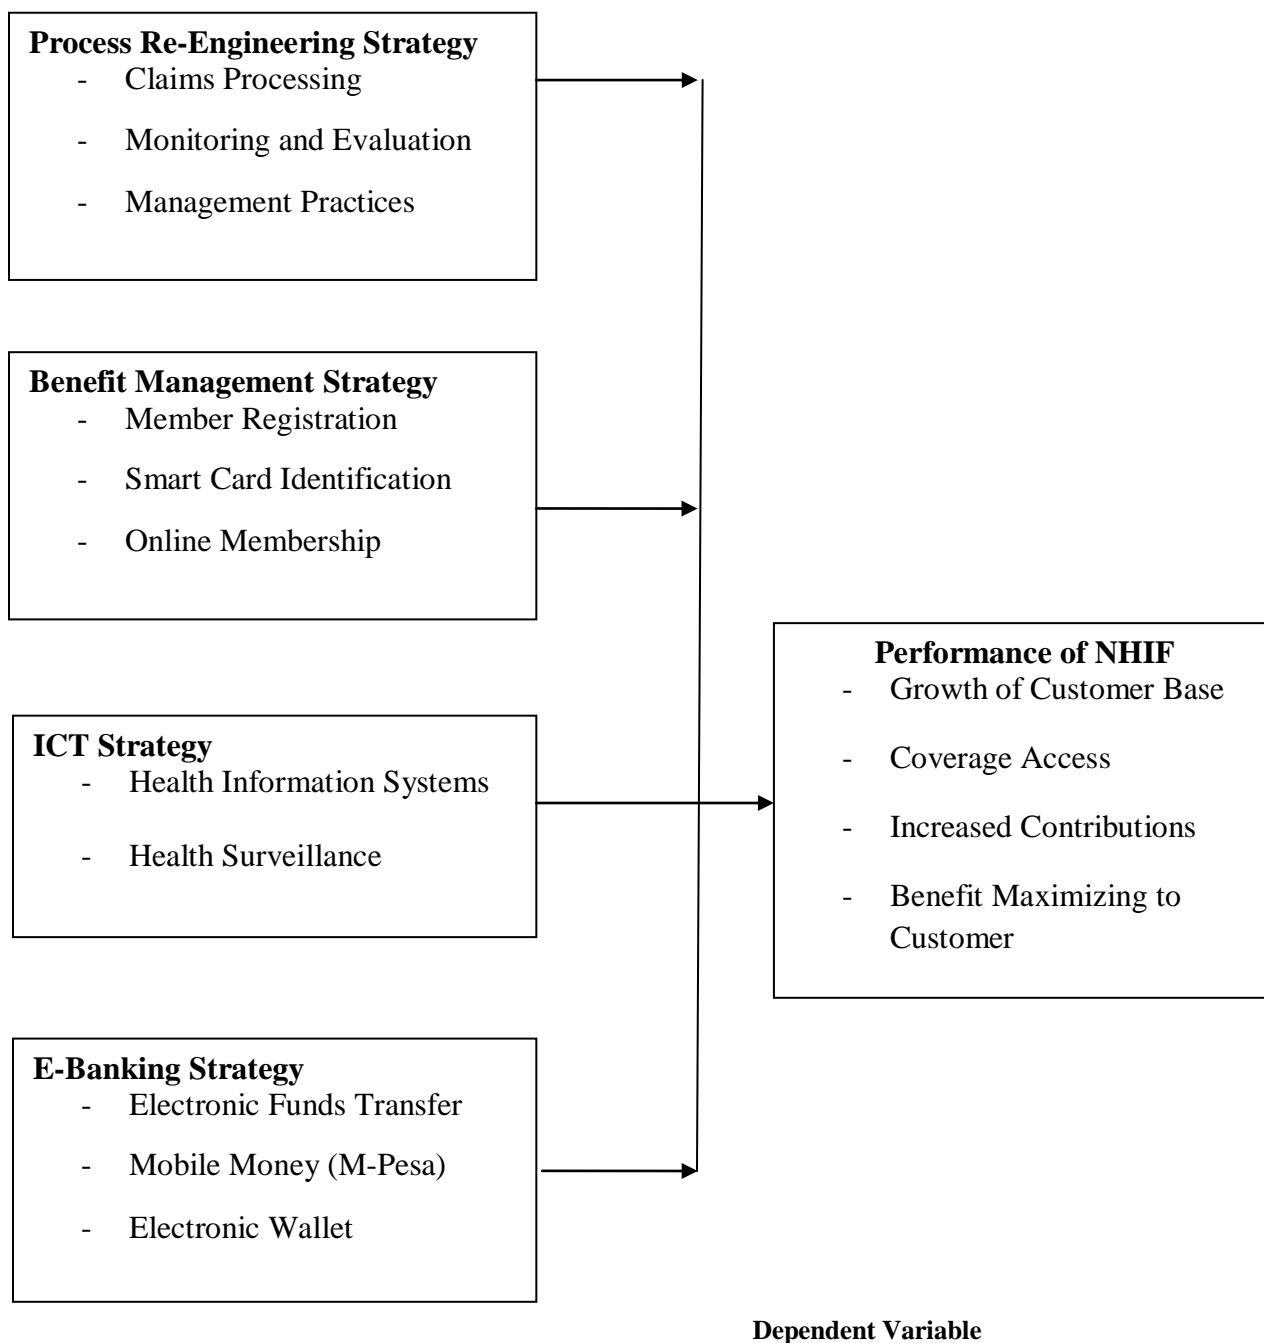 Process Re-Engineering Strategy
- Claims Processing
- Monitoring and Evaluation
- Management Practices
Benefit Management Strategy
- Member Registration
- Smart Card Identification
- Online Membership
ICT Strategy
- Health Information Systems
- Health Surveillance
E-Banking Strategy
- Electronic Funds Transfer
- Mobile Money (M-Pesa)
- Electronic Wallet
Performance of NHIF
- Growth of Customer Base
- Coverage Access
- Increased Contributions
- Benefit Maximizing to
Customer
Dependent Variable